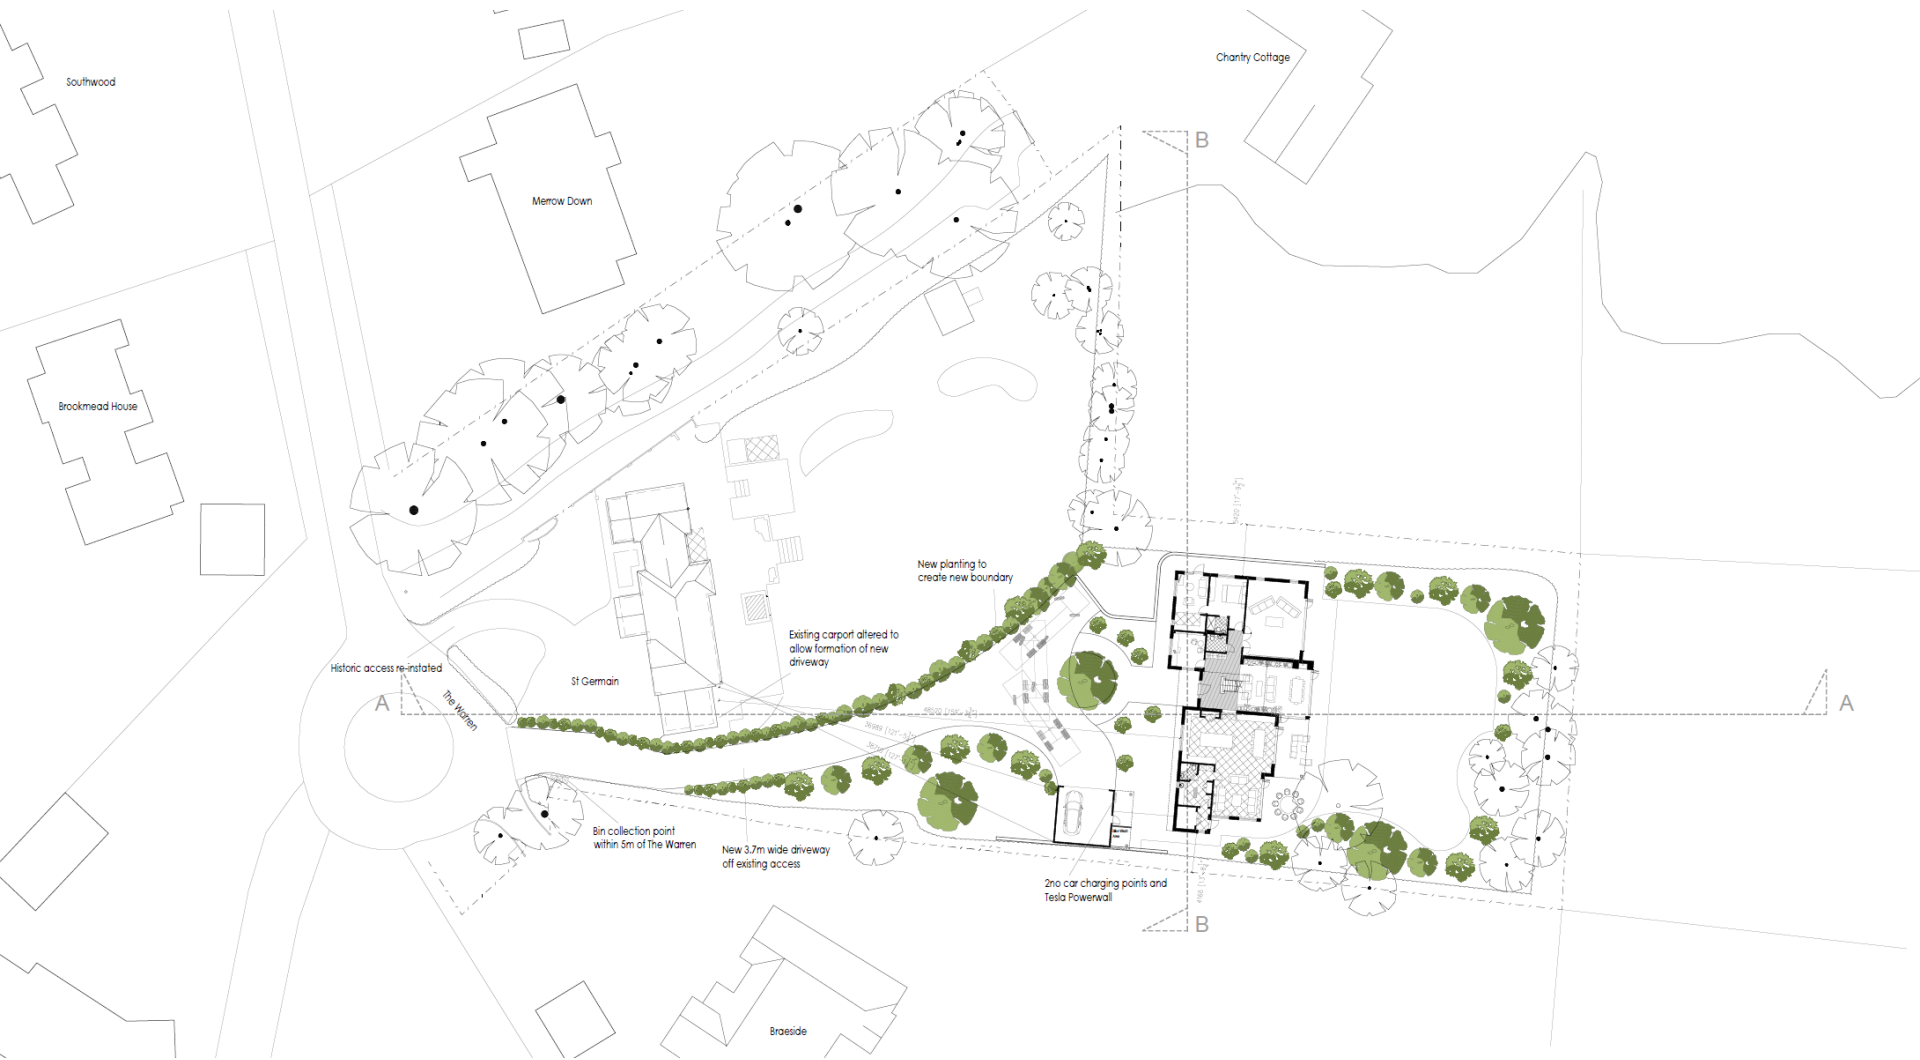 Southwood
Chantry Cottage
B
Merrow Down
Brookmead House
New planting to
create new boundary
Existing carport altered to
allow formation of new
driveway
Historic access re-instated
St Germain
The Warren
A
A
Bin collection point
within 5m of The Warren
New 3.7m wide driveway
off existing access
2no car charging points and
Tesla Powerwall
B
Braeside